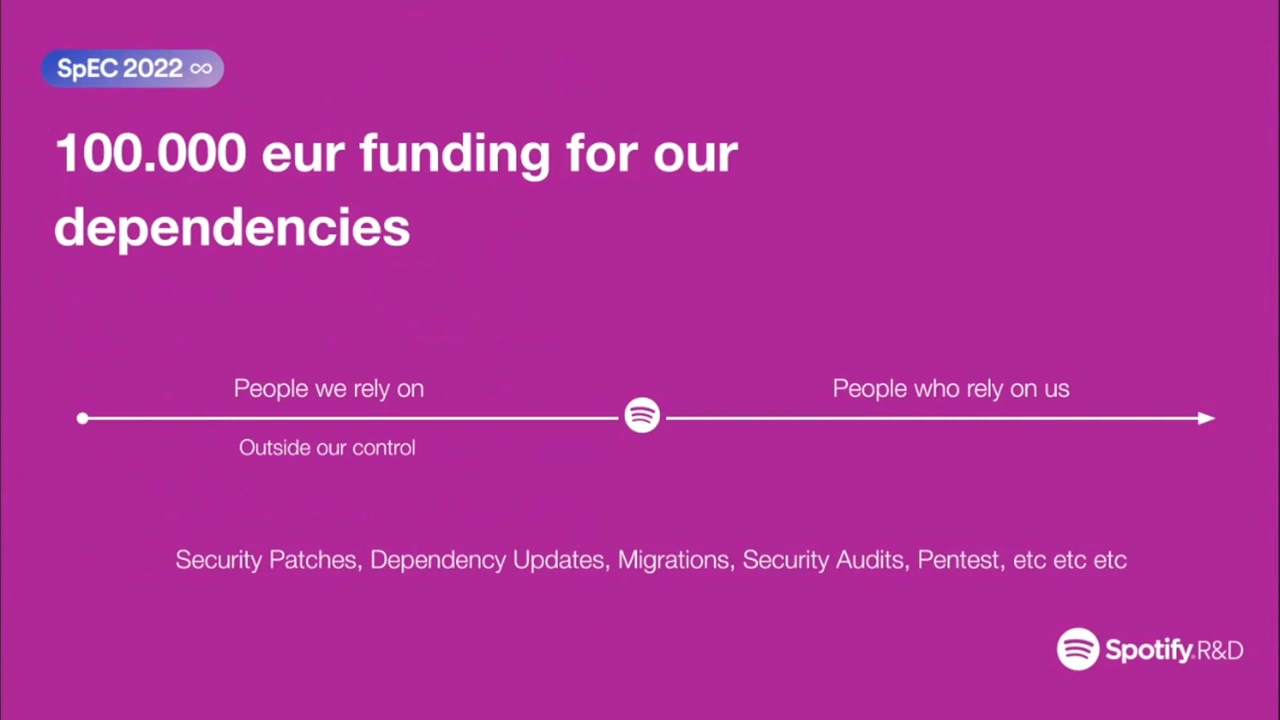 SpEC 2022 ∞
100.000 eur funding for our
dependencies
People we rely on
People who rely on us
Outside our control
Security Patches, Dependency Updates, Migrations, Security Audits, Pentest, etc etc etc
Spotify R&D